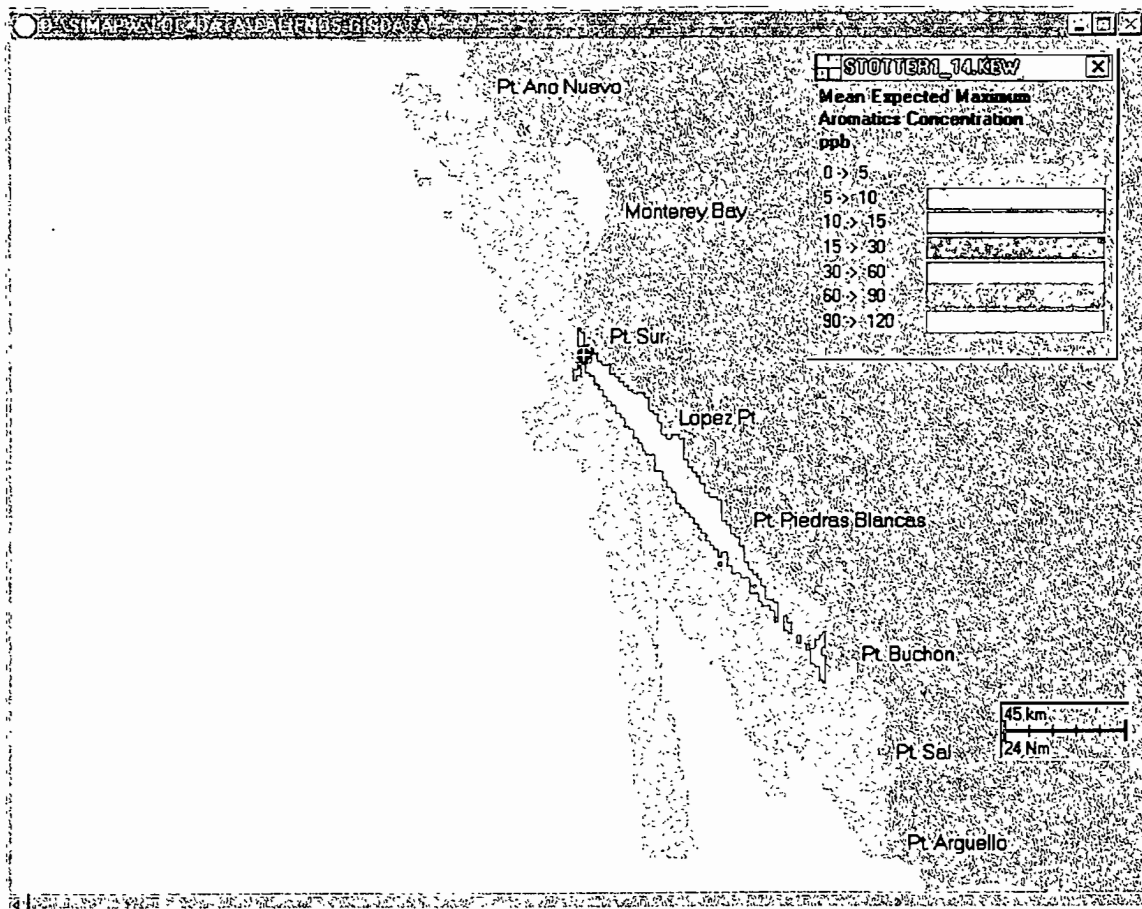 STOTTER1_14.KEW
Mean Expected Maximum
Aromatics Concentration
ppb
0 > 5
5 > 10
10 > 15
15 > 30
30 > 60
60 > 90
90 > 120
Pt Ano Nuevo
Monterey Bay
Pt Sur
Lopez Pt
Pt Piedras Blancas
Pt Buchon
45 km
24 Nm
Pt Sal
Pt Arguello